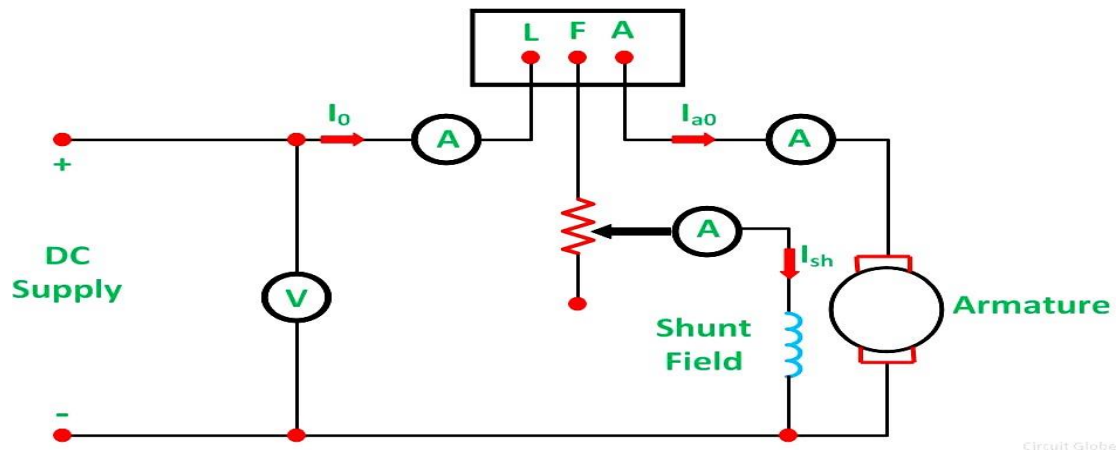 L F A
I₀
A
Iₐ₀
A
+
A
Iₛₕ
DC
Supply
V
Armature
Shunt
Field
-
Circuit Globe